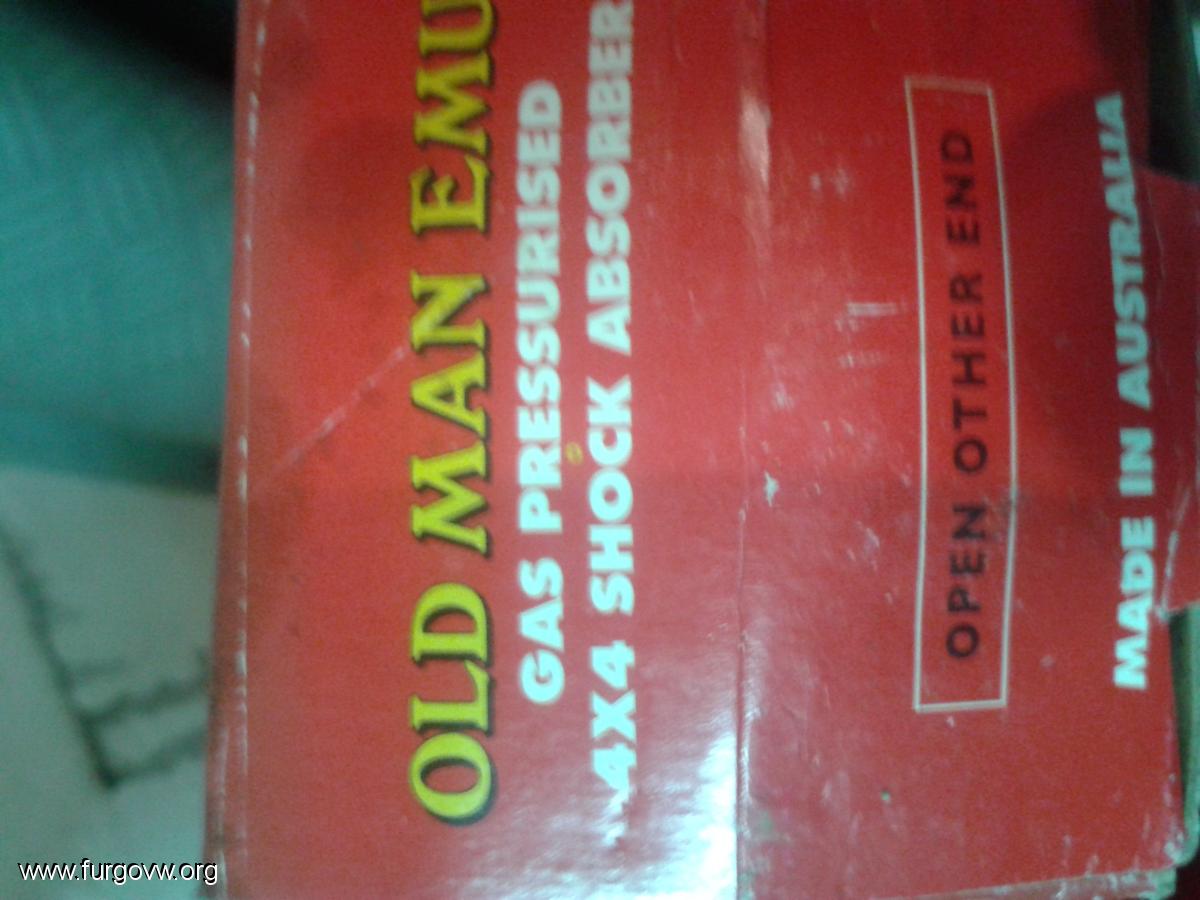 OLD MAN EMU
GAS PRESSURISED
4X4 SHOCK ABSORBER
OPEN OTHER END
MADE IN AUSTRALIA
www.furgovw.org